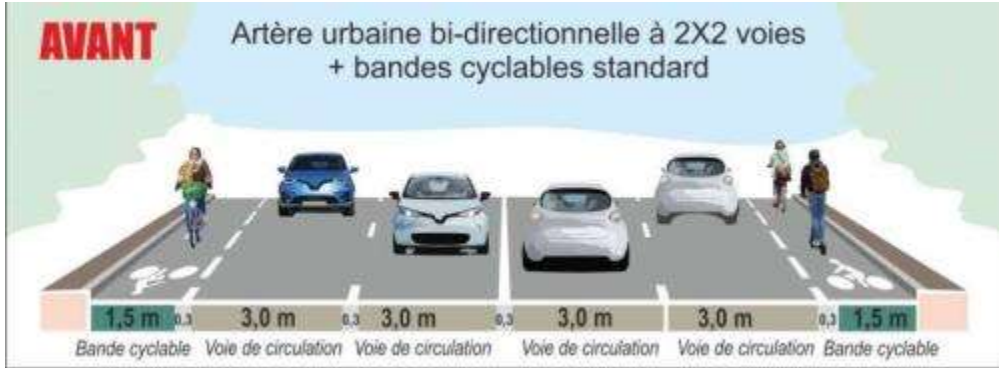 AVANT
Artère urbaine bi-directionnelle à 2X2 voies
+ bandes cyclables standard
1,5 m 0,3 3,0 m 0,3 3,0 m 0,3 3,0 m 3,0 m 0,3 1,5 m
Bande cyclable Voie de circulation Voie de circulation Voie de circulation Voie de circulation Bande cyclable